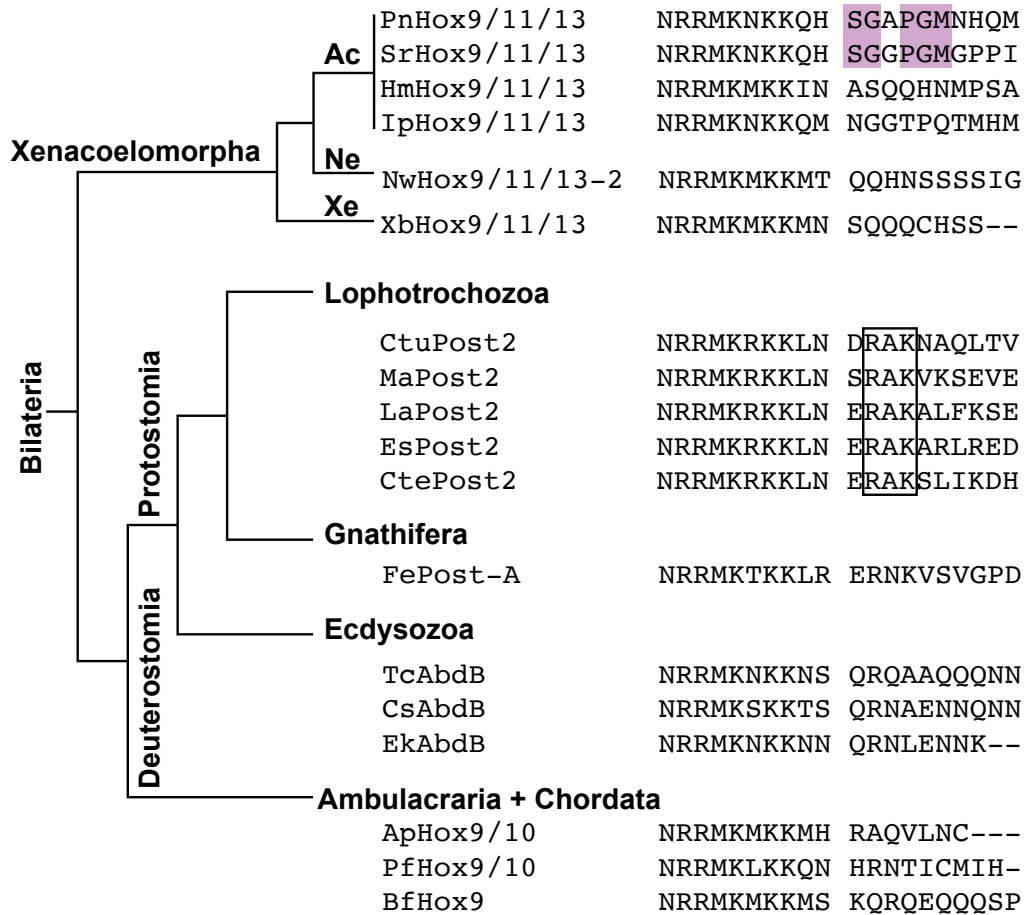 PnHox9/11/13 NRRMKNKKQH SGAPGMNHQM
Ac
SrHox9/11/13 NRRMKNKKQH SGGPGMGPPI
HmHox9/11/13 NRRMKMKKIN ASQQHNMPSA
IpHox9/11/13 NRRMKNKKQM NGGTPQTMHM
Xenacoelomorpha
Ne
NwHox9/11/13-2 NRRMKMKKMT QQHNSSSSIG
Xe
XbHox9/11/13 NRRMKMKKMN SQQQCHSS--
Lophotrochozoa
CtuPost2 NRRMKRKKLN DRAKNAQLTV
MaPost2 NRRMKRKKLN SRAKVKSEVE
LaPost2 NRRMKRKKLN ERAKALFKSE
EsPost2 NRRMKRKKLN ERAKARLRED
CtePost2 NRRMKRKKLN ERAKSLIKDH
Bilateria
Protostomia
Gnathifera
FePost-A NRRMKTKKLR ERNKVSVGPD
Ecdysozoa
TcAbdB NRRMKNKKNS QRQAAQQQNN
CsAbdB NRRMKSKKTS QRNAENNQNN
EkAbdB NRRMKNKKNN QRNLENNK--
Deuterostomia
Ambulacraria + Chordata
ApHox9/10 NRRMKMKKMH RAQVLNC---
PfHox9/10 NRRMKLKKQN HRNTICMIH-
BfHox9 NRRMKMKKMS KQRQEQQQSP